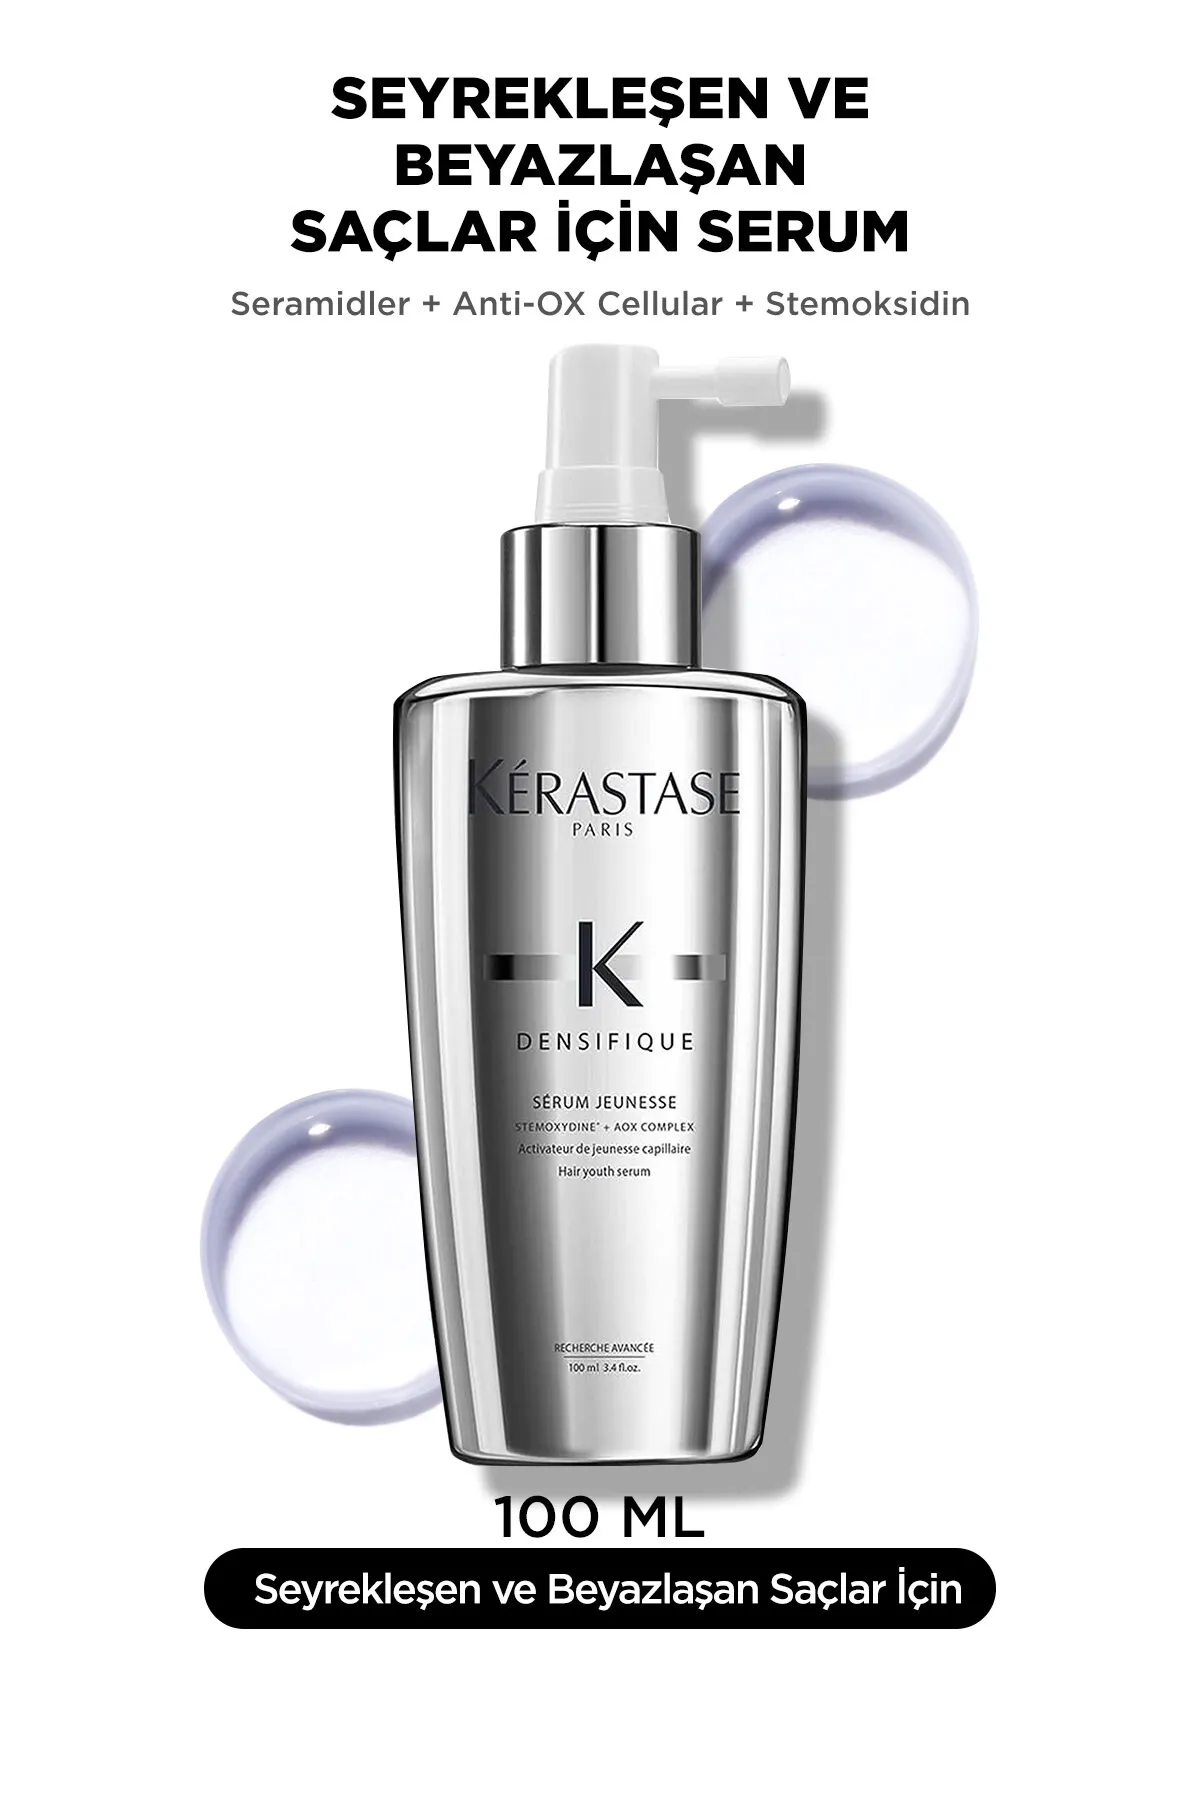 SEYREKLEŞEN VE
BEYAZLAŞAN
SAÇLAR İÇİN SERUM
Seramidler + Anti-OX Cellular + Stemoksidin
KÉRASTASE
PARIS
K
DENSIFIQUE
SÉRUM JEUNESSE
STEMOXYDINE* + AOX COMPLEX
Activateur de jeunesse capillaire
Hair youth serum
RECHERCHE AVANCÉE
100 ml 3.4 fl.oz.
100 ML
Seyrekleşen ve Beyazlaşan Saçlar İçin